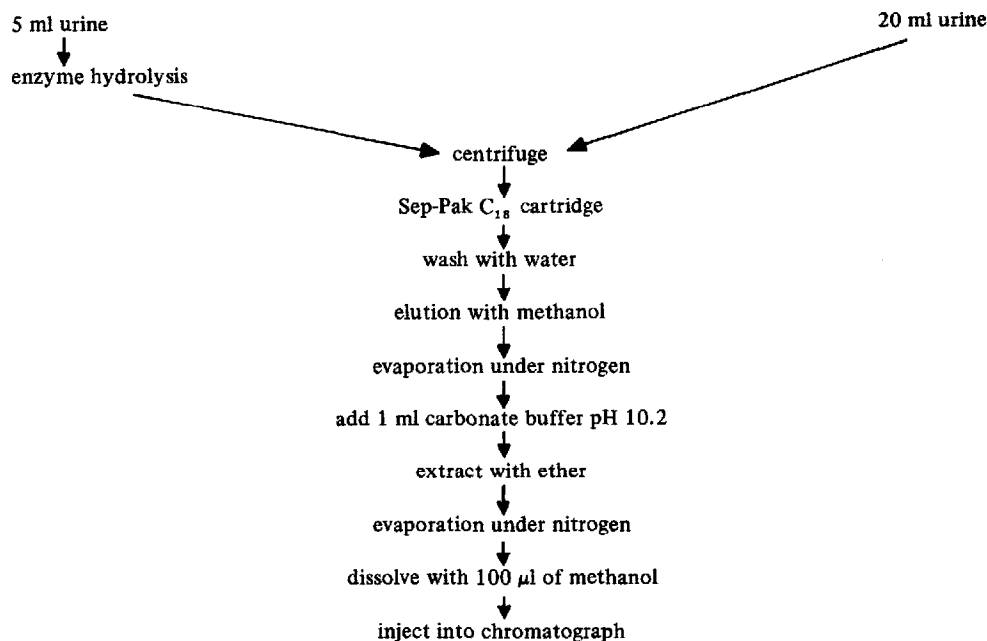 5 ml urine
20 ml urine
enzyme hydrolysis
centrifuge
Sep-Pak C₁₈ cartridge
wash with water
elution with methanol
evaporation under nitrogen
add 1 ml carbonate buffer pH 10.2
extract with ether
evaporation under nitrogen
dissolve with 100 μl of methanol
inject into chromatograph